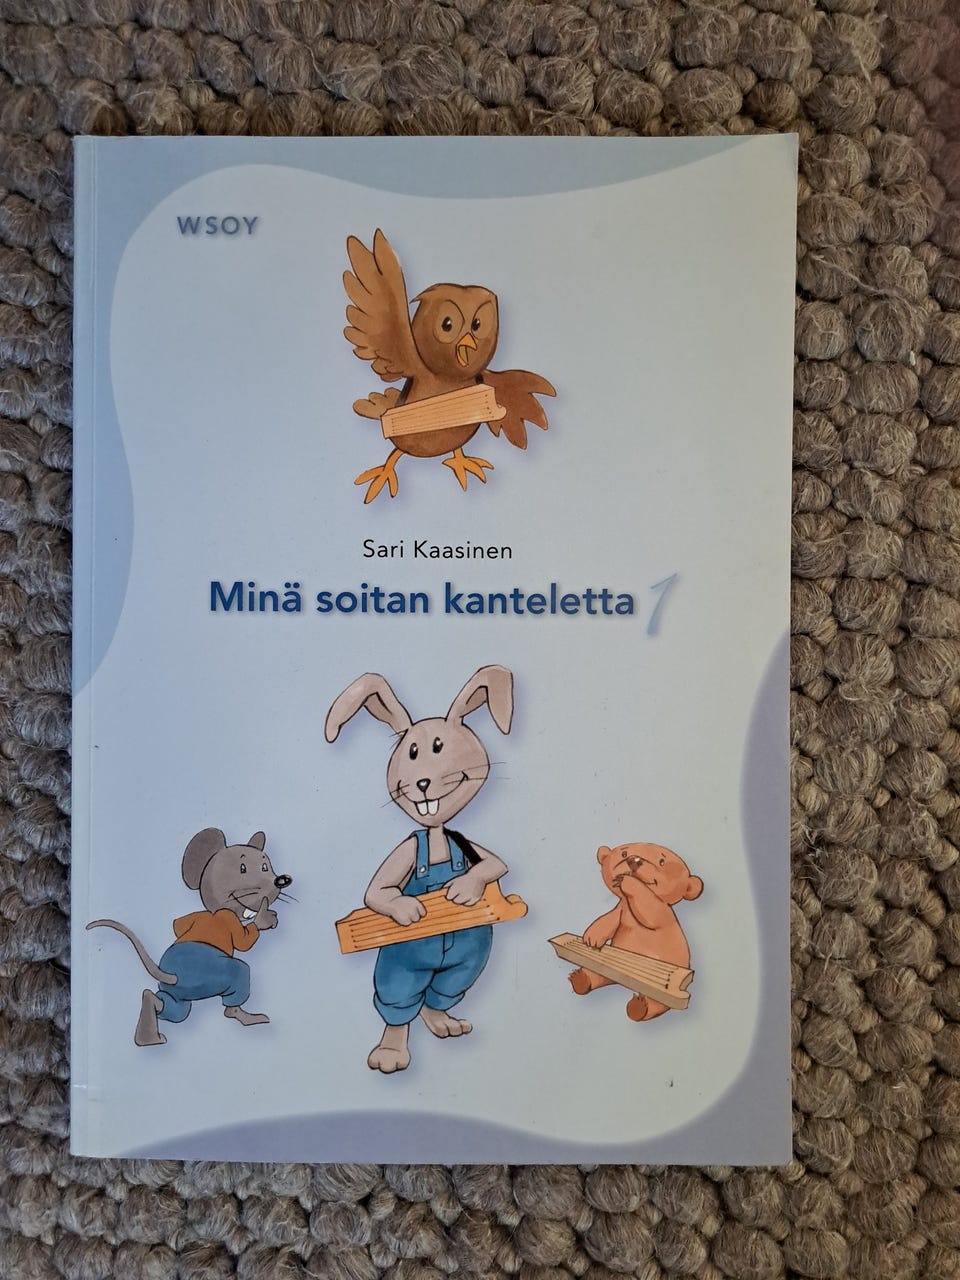 WSOY
Sari Kaasinen
Minä soitan kanteletta 1